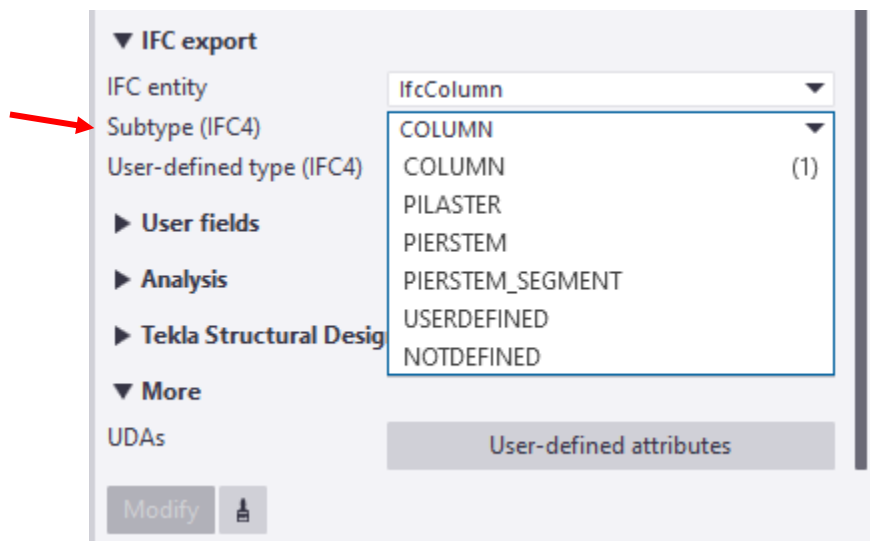 IFC export
IFC entity IfcColumn
Subtype (IFC4) COLUMN
User-defined type (IFC4) COLUMN (1)
PILASTER
User fields
PIERSTEM
Analysis PIERSTEM_SEGMENT
USERDEFINED
Tekla Structural Desig
NOTDEFINED
More
UDAs User-defined attributes
Modify